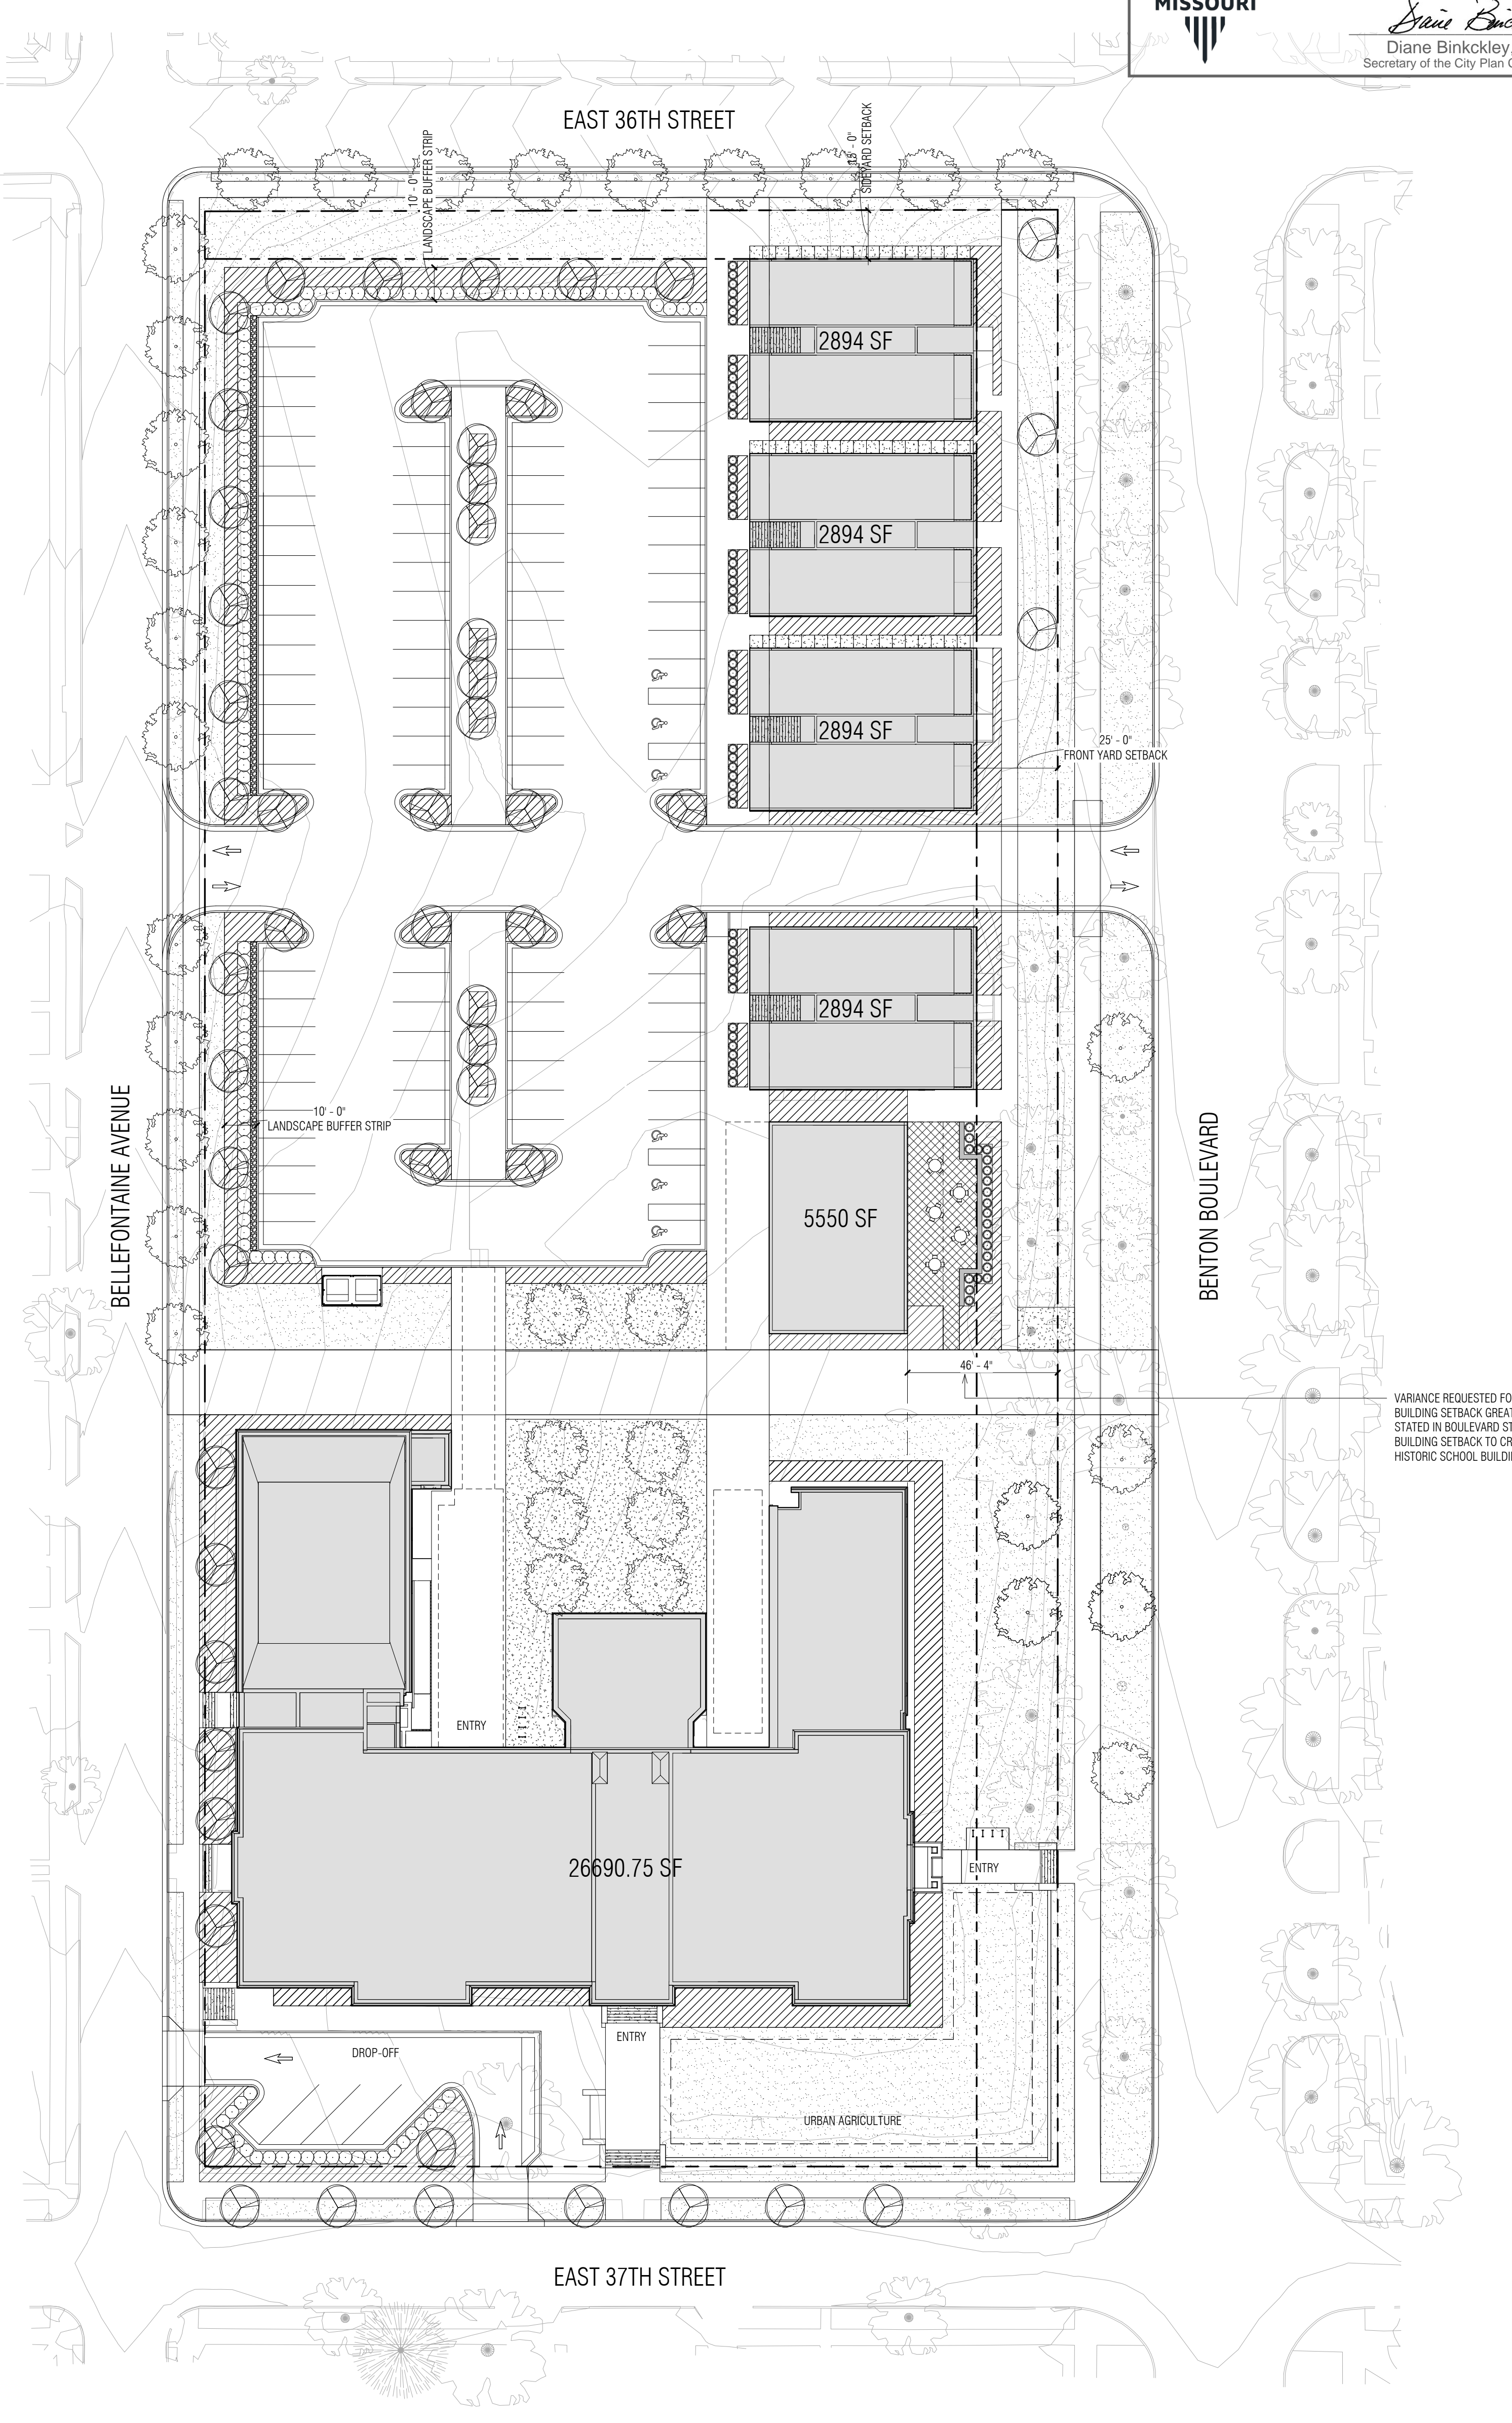 MISSOURI
Diane Binkckley,
Secretary of the City Plan
EAST 36TH STREET
10' - 0"
LANDSCAPE BUFFER STRIP
SIDEYARD SETBACK
2894 SF
2894 SF
2894 SF
25' - 0"
FRONT YARD SETBACK
2894 SF
BELLEFONTAINE AVENUE
10' - 0"
LANDSCAPE BUFFER STRIP
BENTON BOULEVARD
5550 SF
46' - 4"
VARIANCE REQUESTED FO
BUILDING SETBACK GREAT
STATED IN BOULEVARD ST
BUILDING SETBACK TO CR
HISTORIC SCHOOL BUILDI
ENTRY
26690.75 SF
ENTRY
ENTRY
DROP-OFF
URBAN AGRICULTURE
EAST 37TH STREET